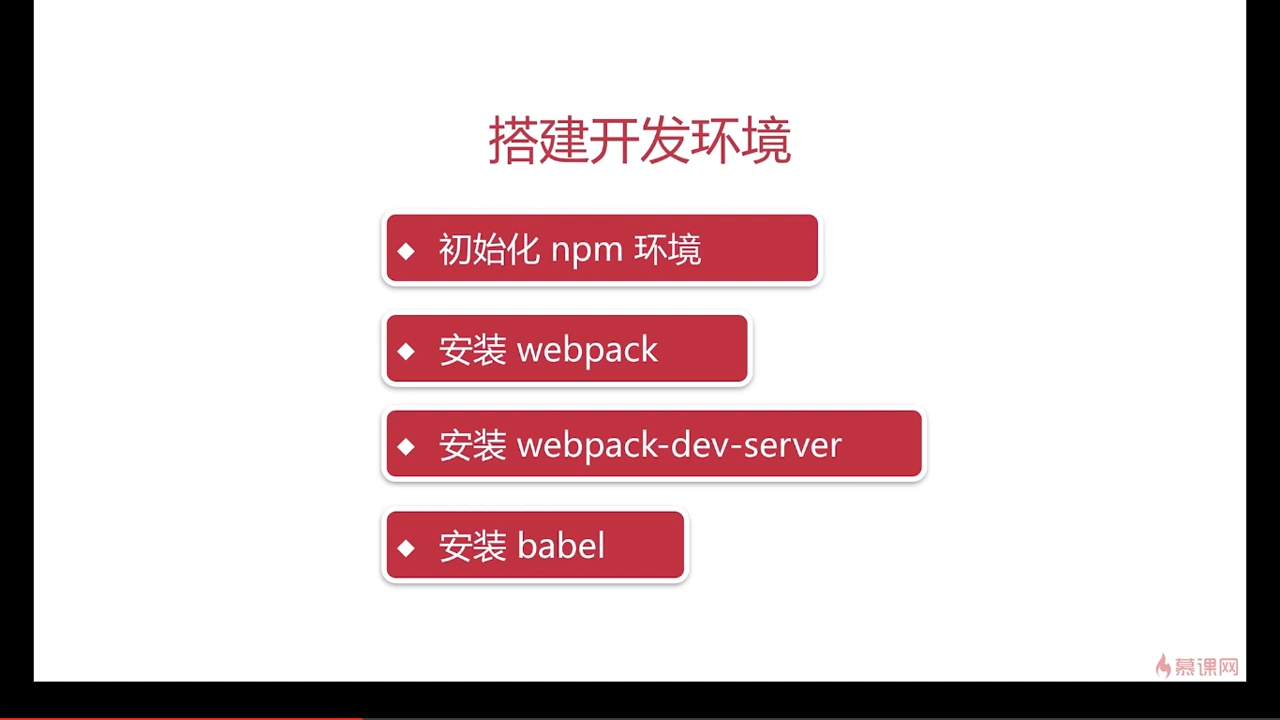 搭建开发环境
◆ 初始化 npm 环境
◆ 安装 webpack
◆ 安装 webpack-dev-server
◆ 安装 babel
慕课网